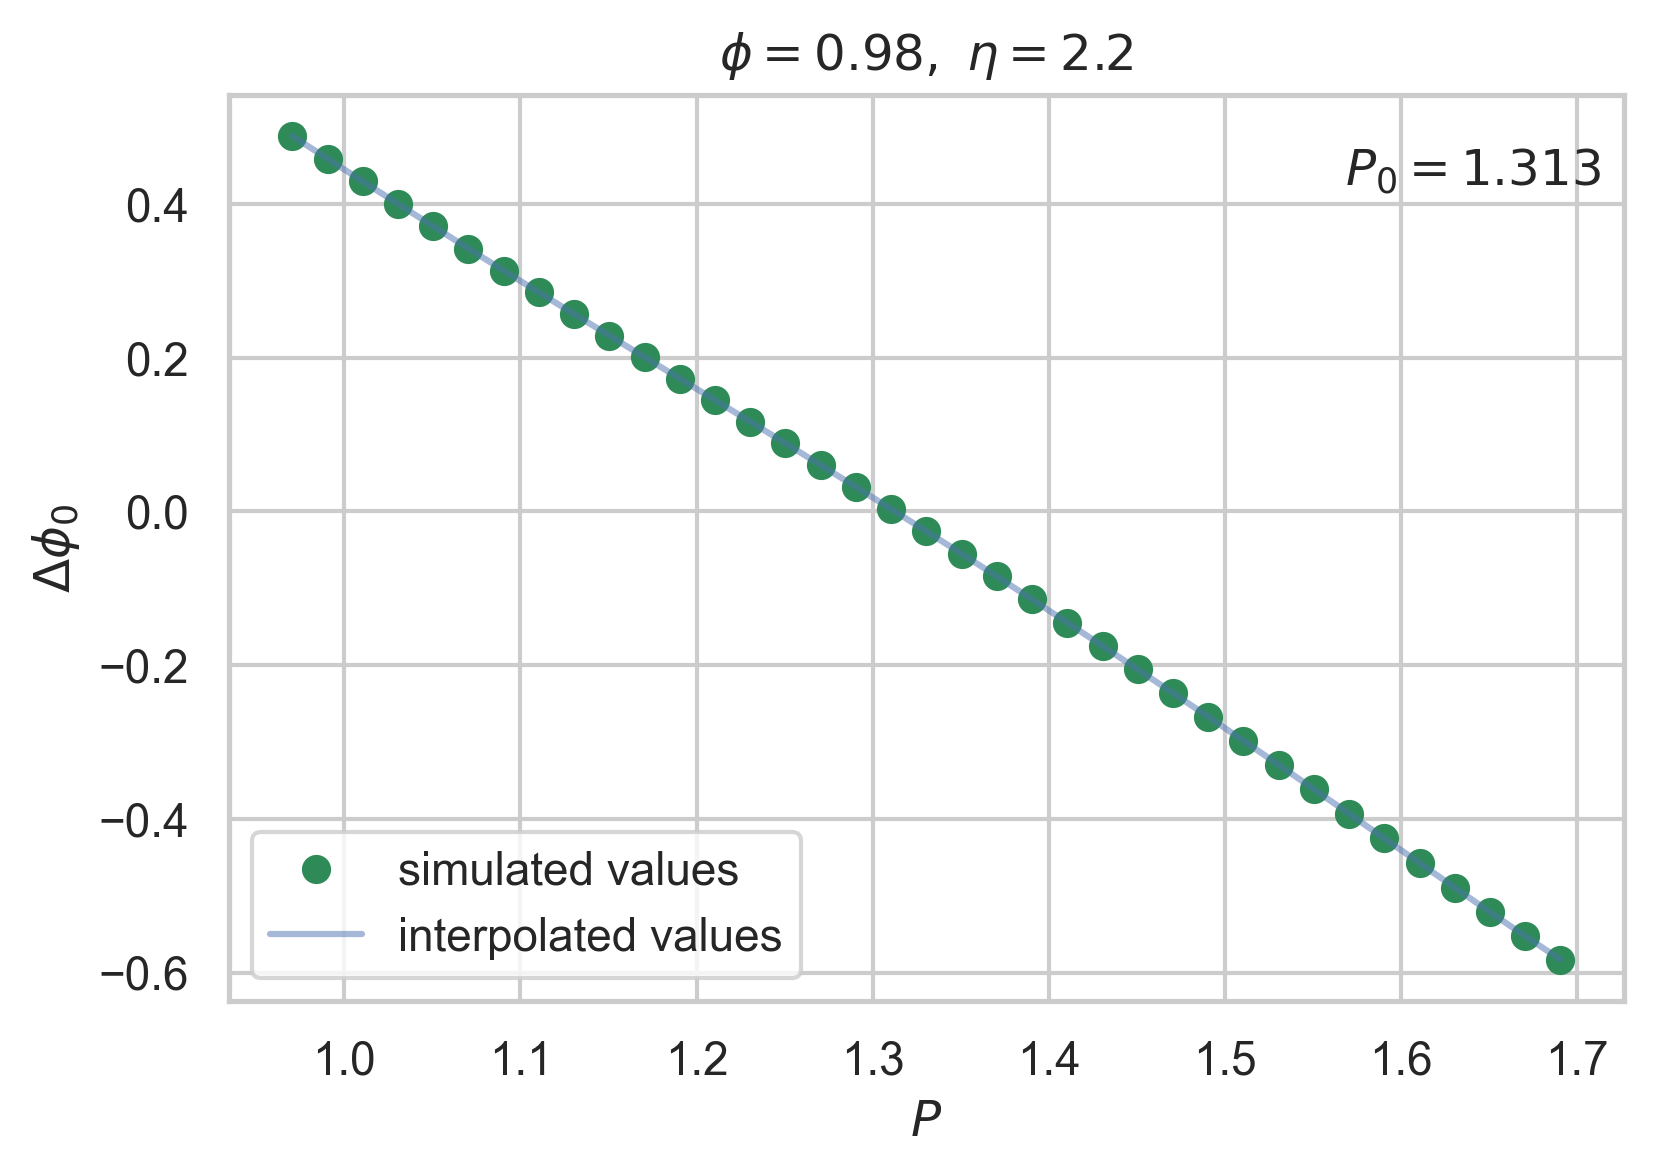 ϕ = 0.98, η = 2.2
P₀ = 1.313
0.4
0.2
0.0
−0.2
−0.4
−0.6
Δϕ₀
simulated values
interpolated values
1.0 1.1 1.2 1.3 1.4 1.5 1.6 1.7
P